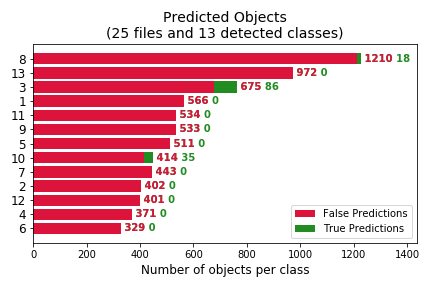 Predicted Objects
(25 files and 13 detected classes)
8 1210 18
13 972 0
3 675 86
1 566 0
11 534 0
9 533 0
5 511 0
10 414 35
7 443 0
2 402 0
12 401 0
4 371 0
6 329 0
False Predictions
True Predictions
0 200 400 600 800 1000 1200 1400
Number of objects per class